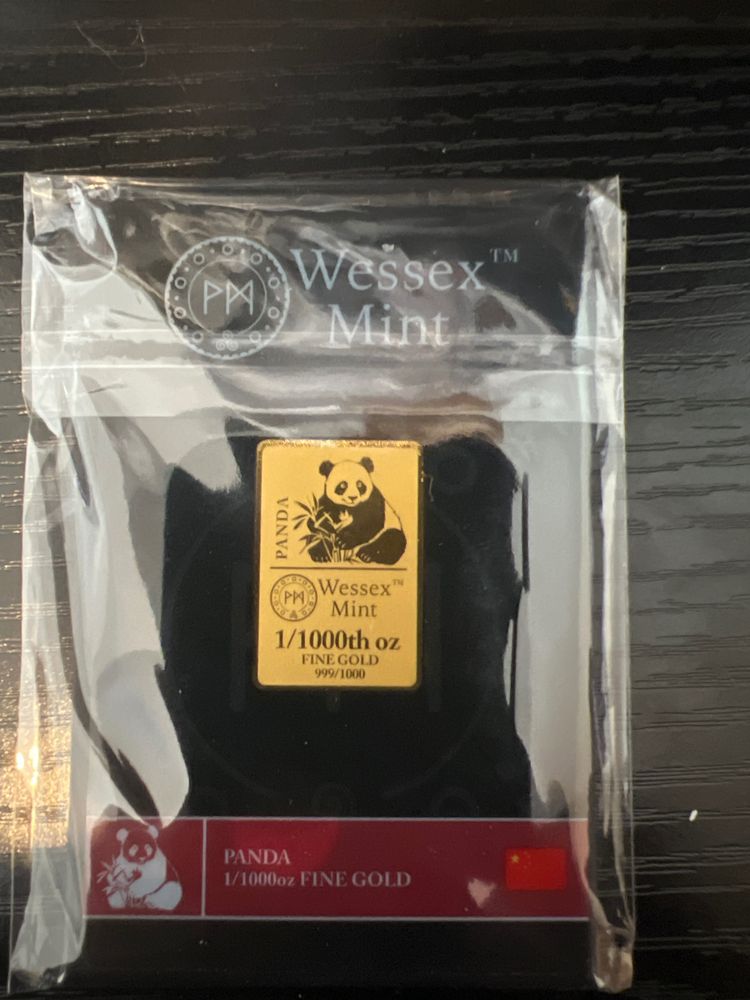 Wessex™
Mint
PANDA
Wessex™
Mint
1/1000th oz
FINE GOLD
999/1000
PANDA
1/1000oz FINE GOLD